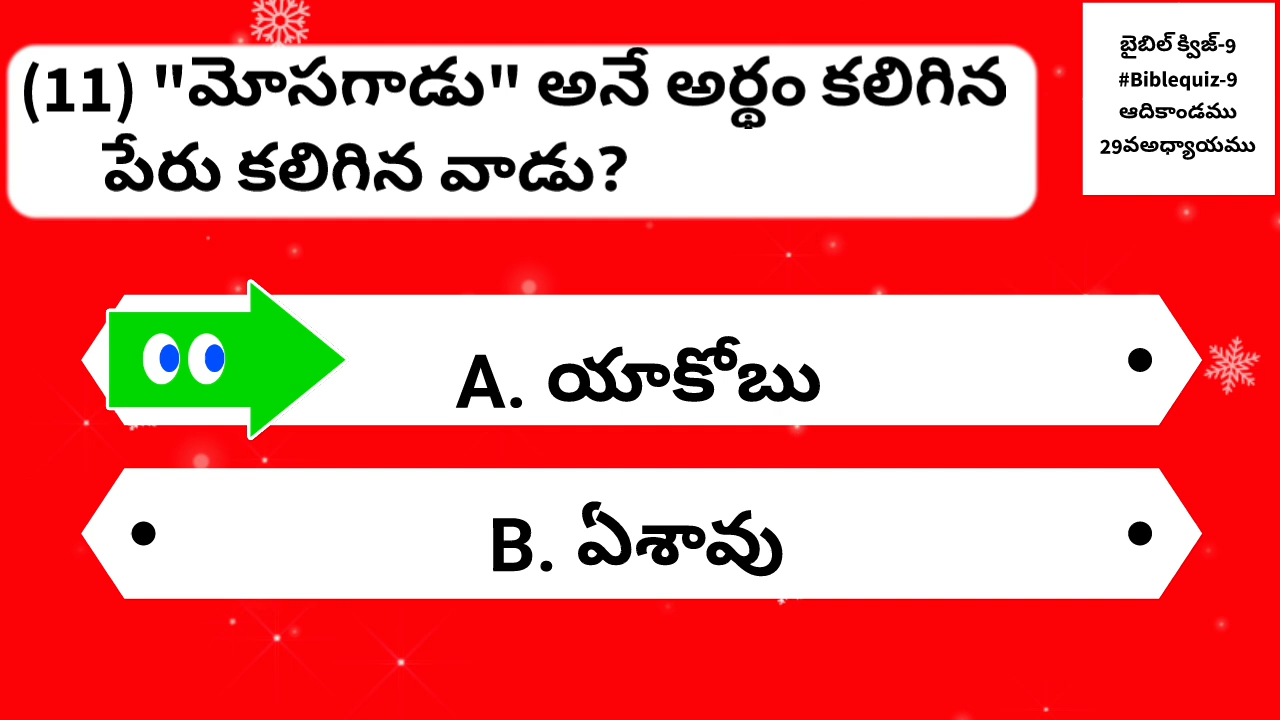 (11) "మోసగాడు" అనే అర్థం కలిగిన
పేరు కలిగిన వాడు?
బైబిల్ క్విజ్-9
#Biblequiz-9
ఆదికాండము
29వఅధ్యాయము
A. యాకోబు
B. ఏశావు